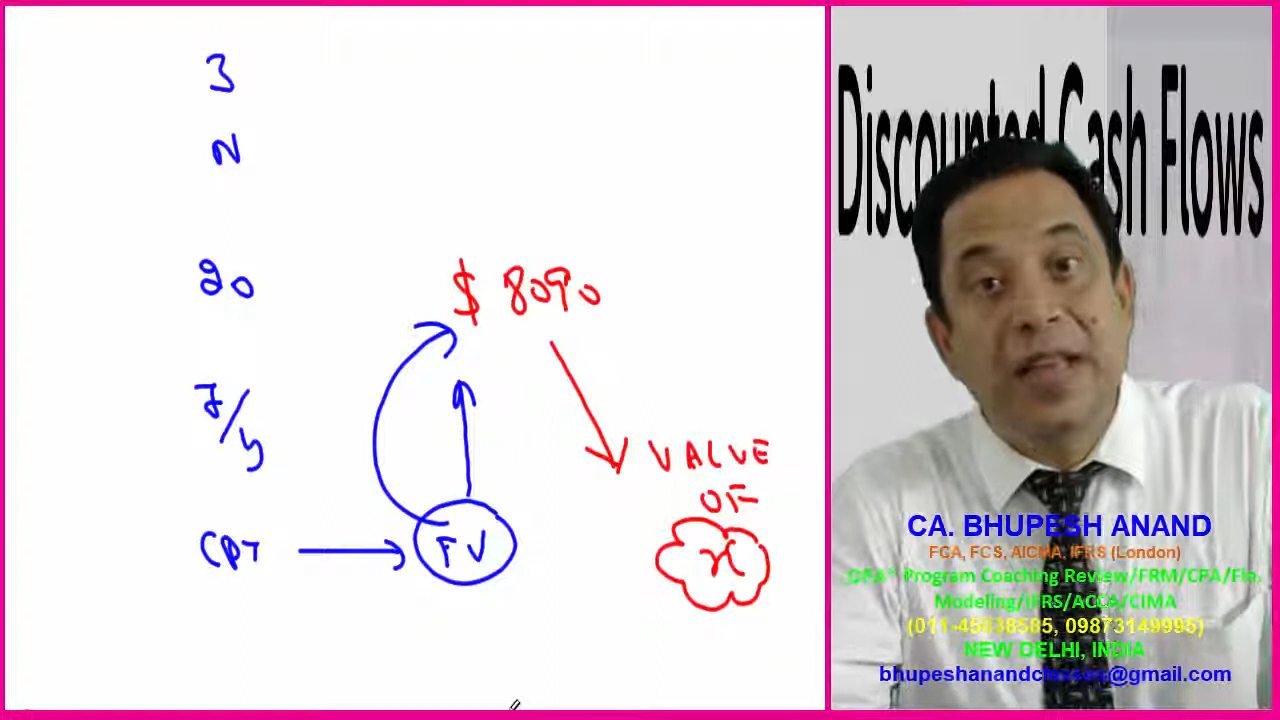 3
N
20
$ 8090
I/y
VALUE
OF
CPT
FV
x
Discounted Cash Flows
CA. BHUPESH ANAND
FCA, FCS, AICMA, IFRS (London)
CFA® Program Coaching Review/FRM/CPA/Fin.
Modeling/IFRS/ACCA/CIMA
(011-45038585, 09873149995)
NEW DELHI, INDIA
bhupeshanandclasses@gmail.com